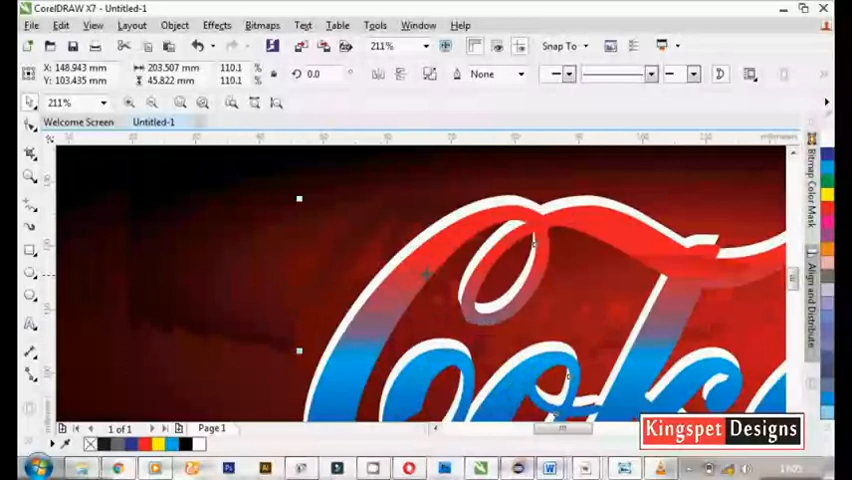 CorelDRAW X7 - Untitled-1
File Edit View Layout Object Effects Bitmaps Text Table Tools Window Help
211% Snap To
X: 148.943 mm 203.507 mm 110.1 % 0.0 ° None
Y: 103.435 mm 45.822 mm 110.1 %
211%
Welcome Screen Untitled-1
millimeters
Bitmap Color Mask
Align and Distribute
Coke
1 of 1 Page 1
Kingspet Designs